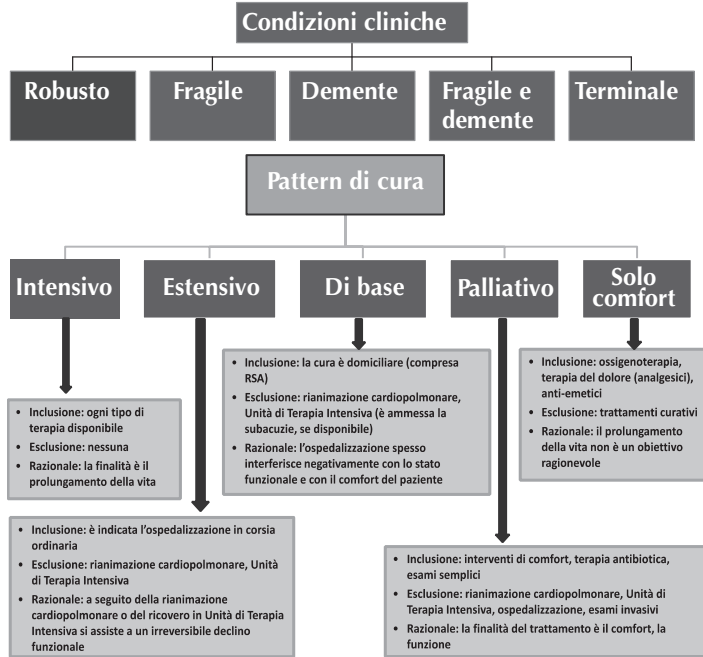 Condizioni cliniche
Robusto
Fragile
Demente
Fragile e
demente
Terminale
Pattern di cura
Intensivo
Estensivo
Di base
Palliativo
Solo
comfort
• Inclusione: ogni tipo di
terapia disponibile
• Esclusione: nessuna
• Razionale: la finalità è il
prolungamento della vita
• Inclusione: è indicata l'ospedalizzazione in corsia
ordinaria
• Esclusione: rianimazione cardiopolmonare, Unità
di Terapia Intensiva
• Razionale: a seguito della rianimazione
cardiopolmonare o del ricovero in Unità di Terapia
Intensiva si assiste a un irreversibile declino
funzionale
• Inclusione: la cura è domiciliare (compresa
RSA)
• Esclusione: rianimazione cardiopolmonare,
Unità di Terapia Intensiva (è ammessa la
subacuzie, se disponibile)
• Razionale: l'ospedalizzazione spesso
interferisce negativamente con lo stato
funzionale e con il comfort del paziente
• Inclusione: interventi di comfort, terapia antibiotica,
esami semplici
• Esclusione: rianimazione cardiopolmonare, Unità di
Terapia Intensiva, ospedalizzazione, esami invasivi
• Razionale: la finalità del trattamento è il comfort, la
funzione
• Inclusione: ossigenoterapia,
terapia del dolore (analgesici),
anti-emetici
• Esclusione: trattamenti curativi
• Razionale: il prolungamento
della vita non è un obiettivo
ragionevole